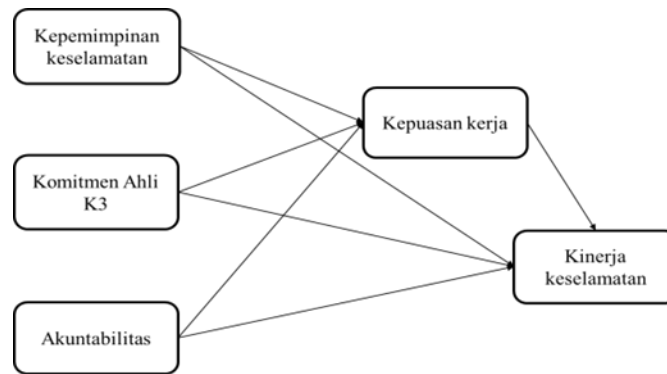 Kepemimpinan
keselamatan
Kepuasan kerja
Komitmen Ahli
K3
Kinerja
keselamatan
Akuntabilitas